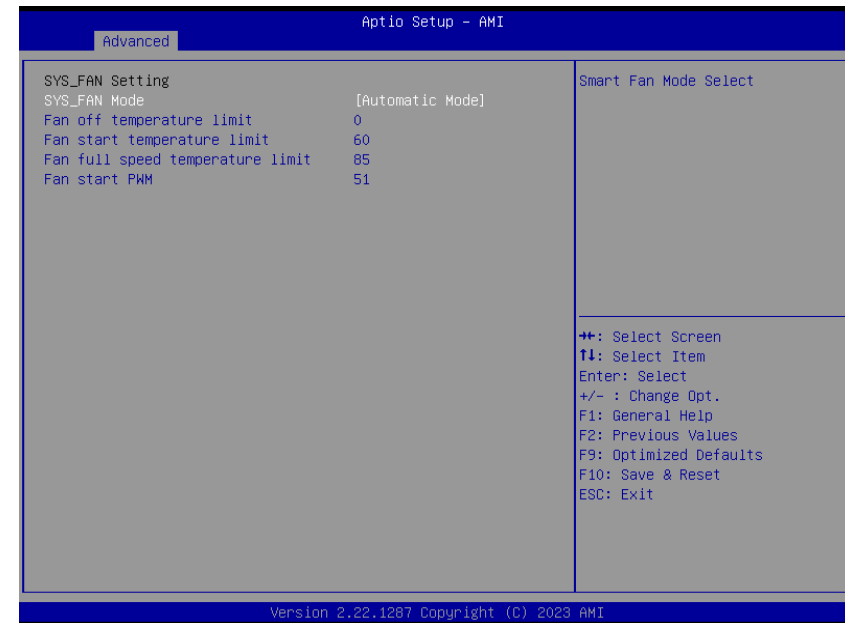 Aptio Setup – AMI
Advanced
SYS_FAN Setting
SYS_FAN Mode [Automatic Mode]
Fan off temperature limit 0
Fan start temperature limit 60
Fan full speed temperature limit 85
Fan start PWM 51
Smart Fan Mode Select
→←: Select Screen
↑↓: Select Item
Enter: Select
+/- : Change Opt.
F1: General Help
F2: Previous Values
F9: Optimized Defaults
F10: Save & Reset
ESC: Exit
Version 2.22.1287 Copyright (C) 2023 AMI